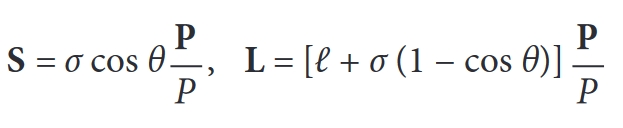 S = σ cos θ P/P, L = [ℓ + σ (1 − cos θ)] P/P